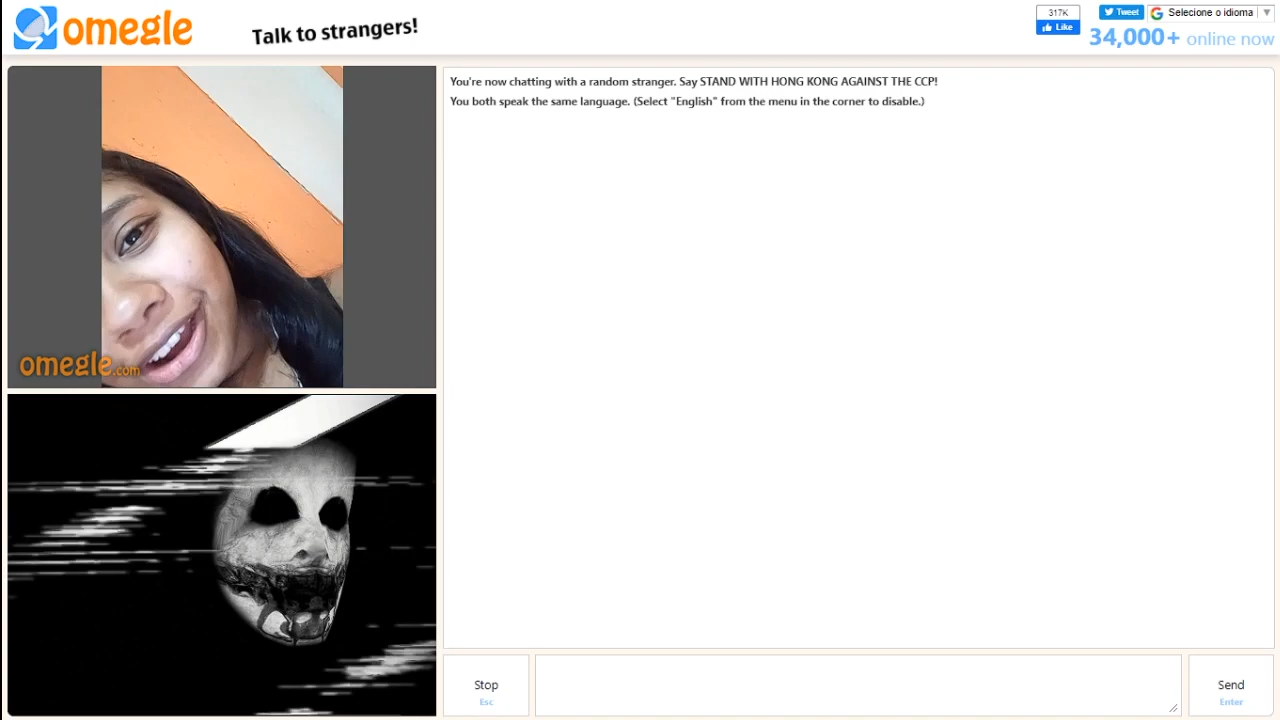 omegle
Talk to strangers!
317K
Like
Tweet
Selecione o idioma
34,000+ online now
omegle.com
You're now chatting with a random stranger. Say STAND WITH HONG KONG AGAINST THE CCP!
You both speak the same language. (Select "English" from the menu in the corner to disable.)
Stop
Esc
Send
Enter